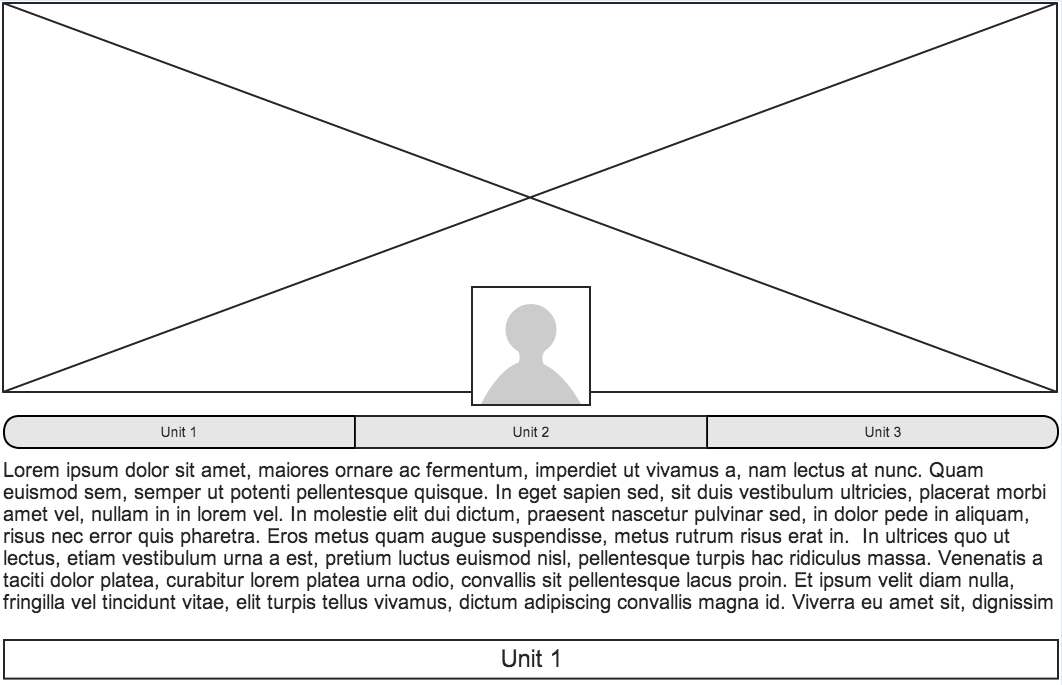 Unit 1
Unit 2
Unit 3
Lorem ipsum dolor sit amet, maiores ornare ac fermentum, imperdiet ut vivamus a, nam lectus at nunc. Quam
euismod sem, semper ut potenti pellentesque quisque. In eget sapien sed, sit duis vestibulum ultricies, placerat morbi
amet vel, nullam in in lorem vel. In molestie elit dui dictum, praesent nascetur pulvinar sed, in dolor pede in aliquam,
risus nec error quis pharetra. Eros metus quam augue suspendisse, metus rutrum risus erat in.  In ultrices quo ut
lectus, etiam vestibulum urna a est, pretium luctus euismod nisl, pellentesque turpis hac ridiculus massa. Venenatis a
taciti dolor platea, curabitur lorem platea urna odio, convallis sit pellentesque lacus proin. Et ipsum velit diam nulla,
fringilla vel tincidunt vitae, elit turpis tellus vivamus, dictum adipiscing convallis magna id. Viverra eu amet sit, dignissim
Unit 1